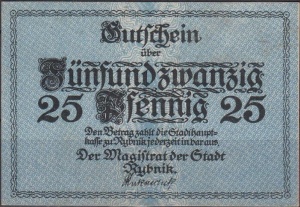 Gutschein
über
Fünfundzwanzig
25 Pfennig 25
Den Betrag zahlt die Stadthaupt-
kasse zu Rybnik jederzeit in bar aus.
Der Magistrat der Stadt
Rybnik.